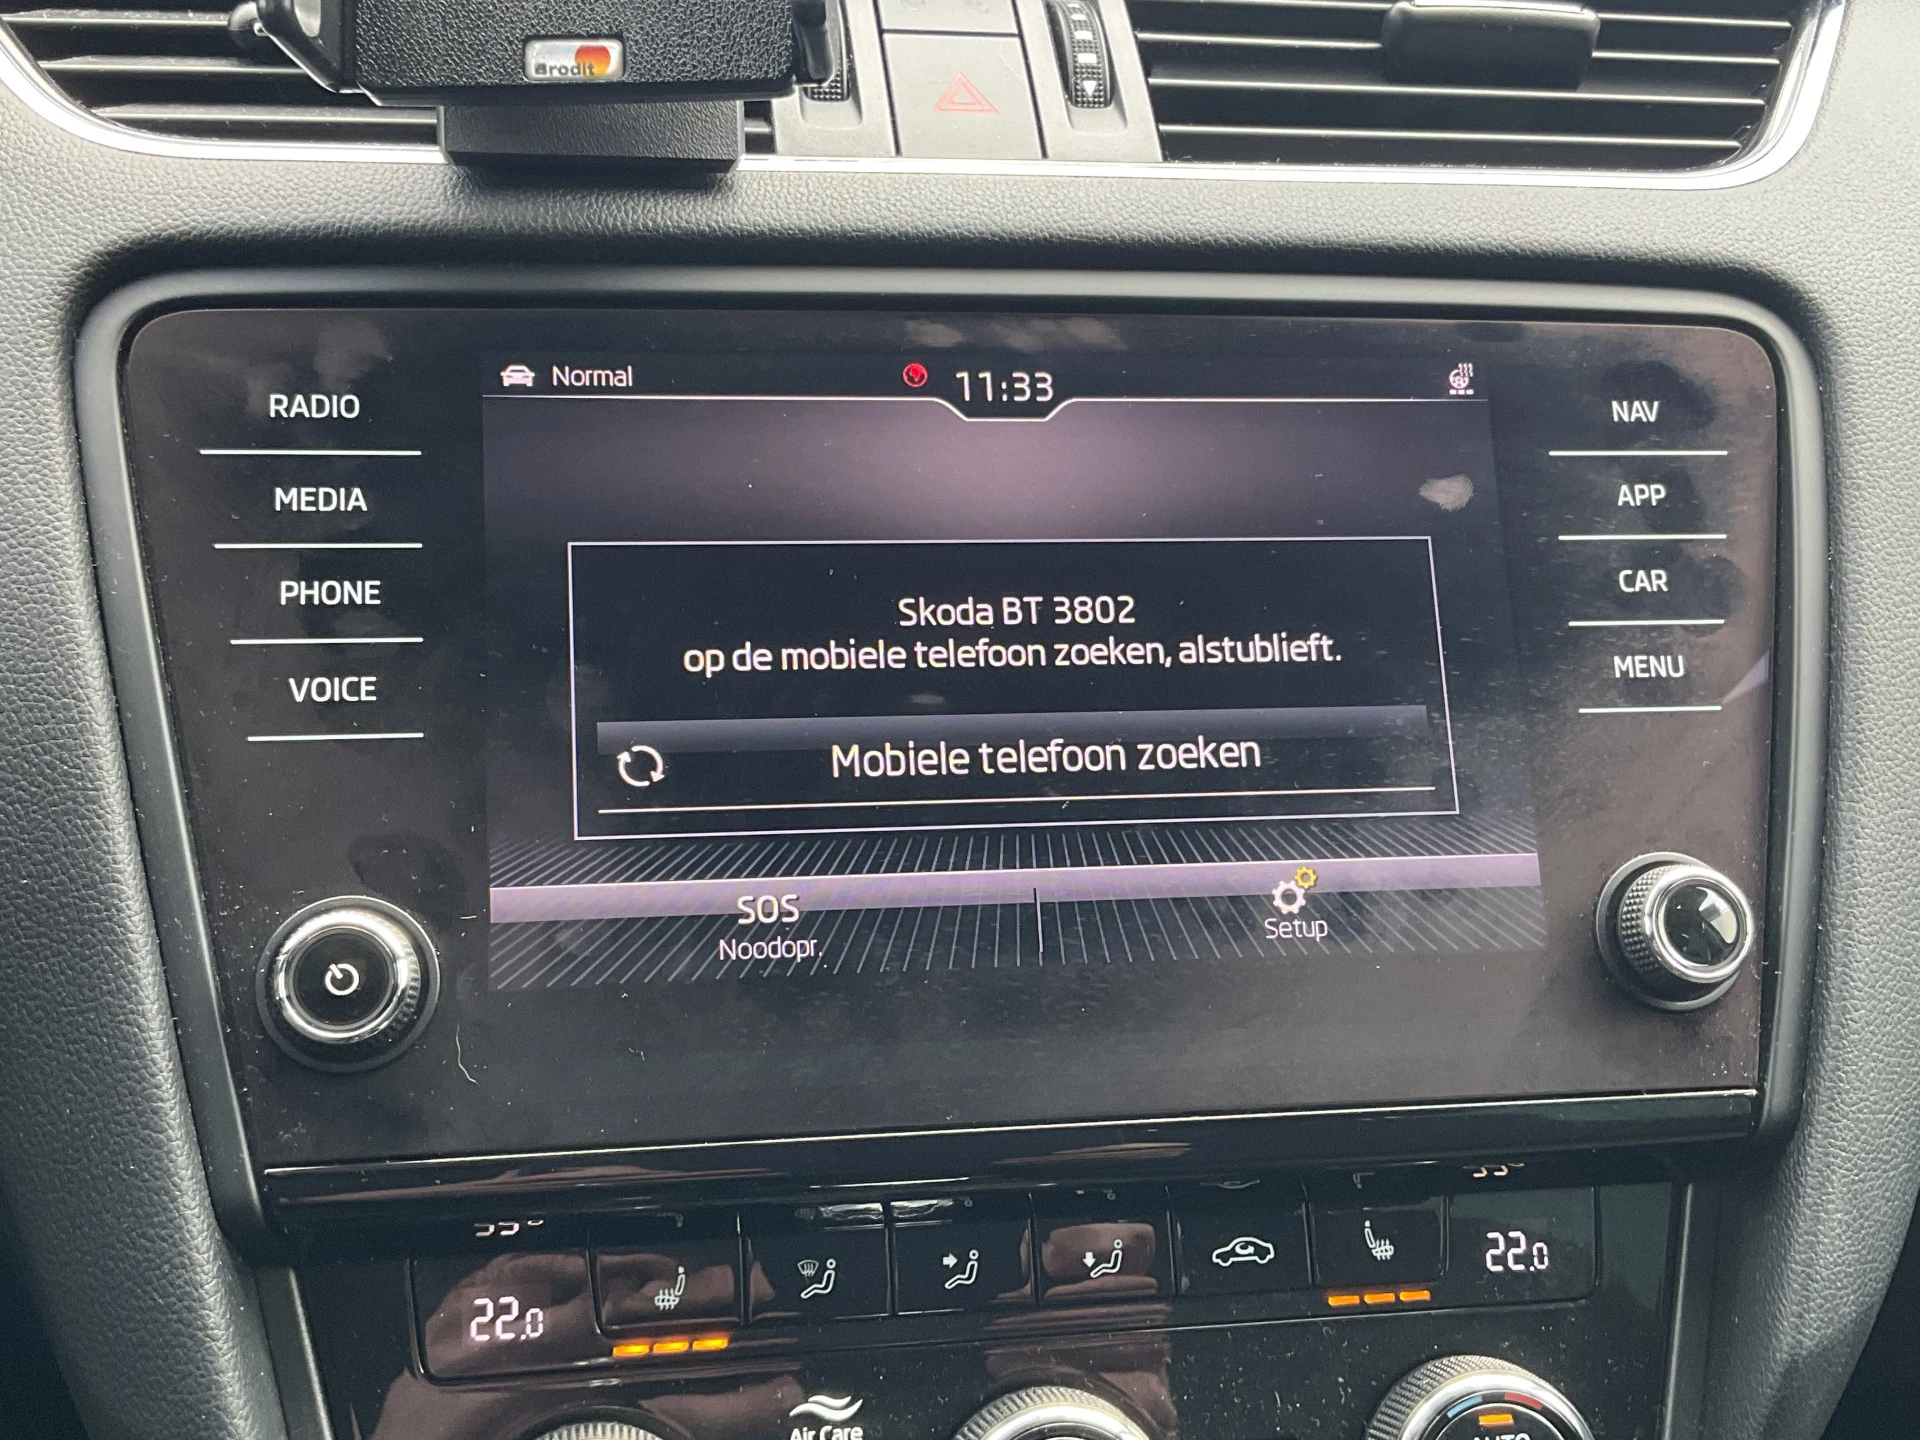 Brodit
Normal
11:33
RADIO
MEDIA
PHONE
VOICE
NAV
APP
CAR
MENU
Skoda BT 3802
op de mobiele telefoon zoeken, alstublieft.
Mobiele telefoon zoeken
SOS
Noodopr.
Setup
22.0
22.0
Air Care
AUTO